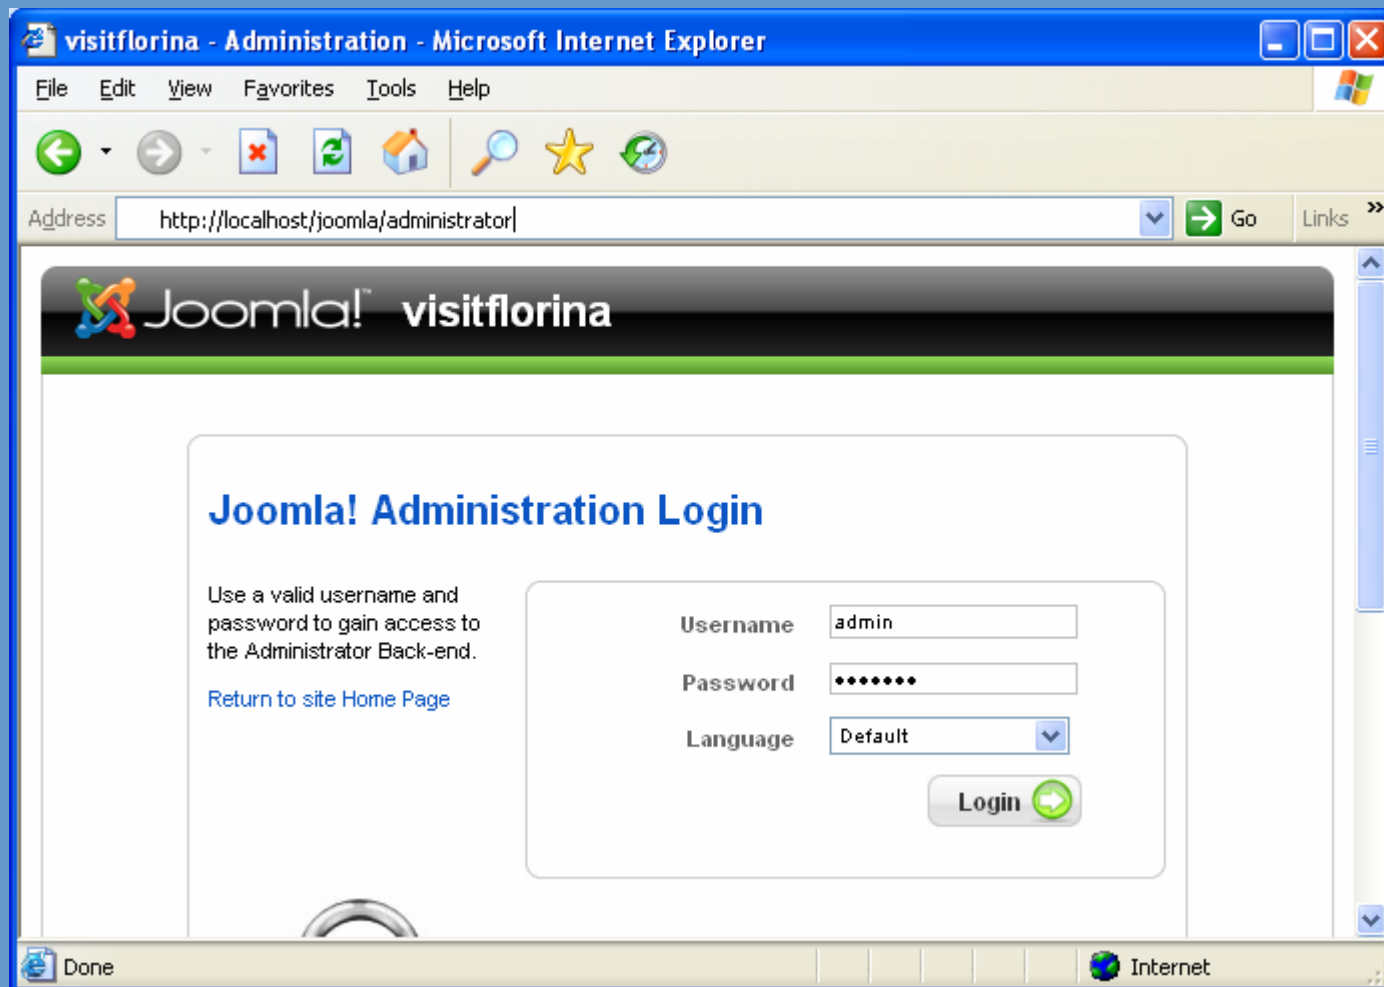 visitflorina - Administration - Microsoft Internet Explorer
File Edit View Favorites Tools Help
Address http://localhost/joomla/administrator Go Links »
Joomla!™ visitflorina
Joomla! Administration Login
Use a valid username and
password to gain access to
the Administrator Back-end.
Return to site Home Page
Username admin
Password •••••••
Language Default
Login
Done Internet